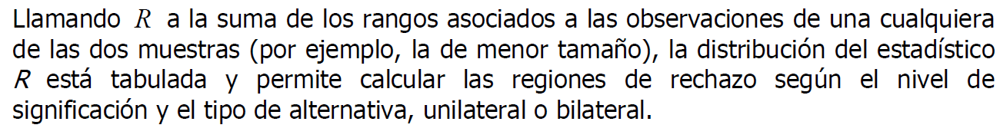 Llamando R a la suma de los rangos asociados a las observaciones de una cualquiera
de las dos muestras (por ejemplo, la de menor tamaño), la distribución del estadístico
R está tabulada y permite calcular las regiones de rechazo según el nivel de
significación y el tipo de alternativa, unilateral o bilateral.